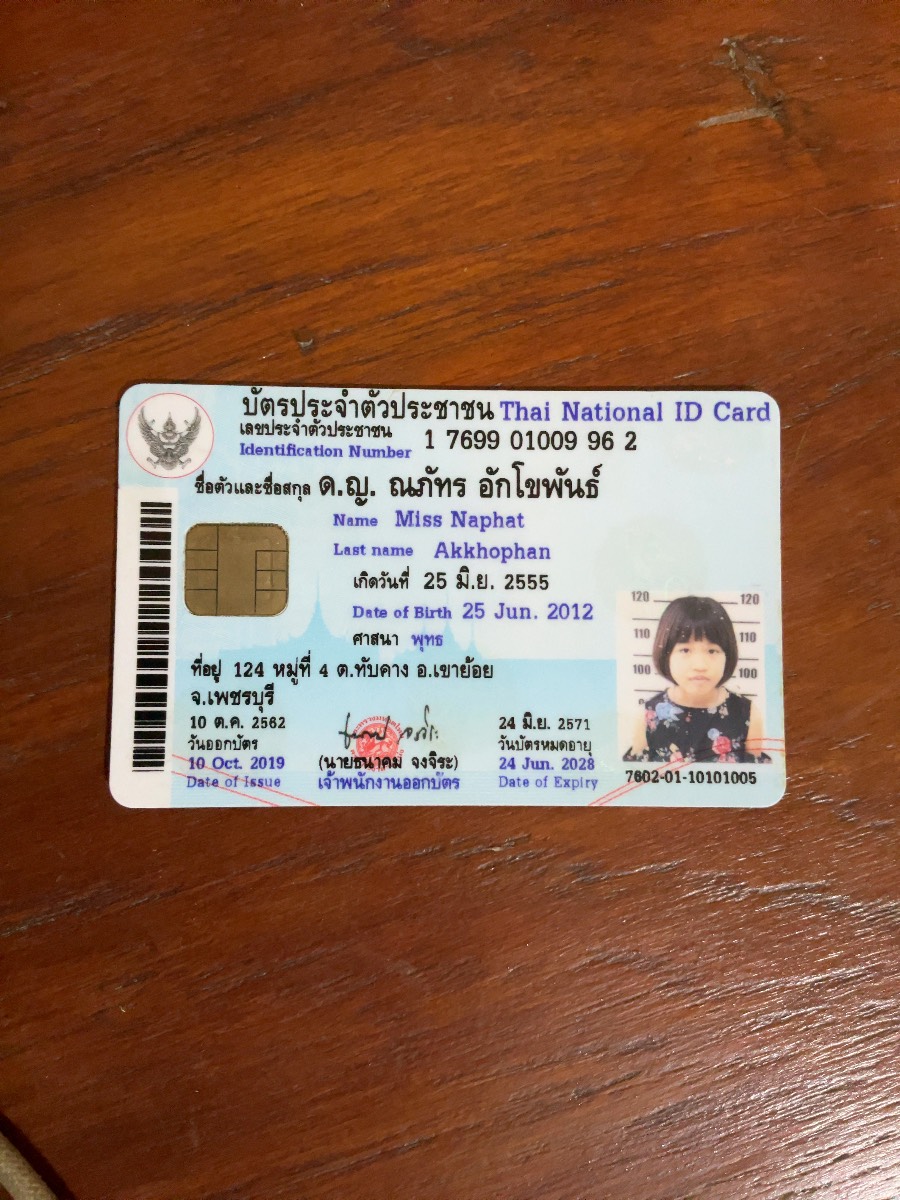 บัตรประจำตัวประชาชน Thai National ID Card
เลขประจำตัวประชาชน
Identification Number 1 7699 01009 96 2
ชื่อตัวและชื่อสกุล ด.ญ. ณภัทร อักโขพันธ์
Name Miss Naphat
Last name Akkhophan
เกิดวันที่ 25 มิ.ย. 2555
Date of Birth 25 Jun. 2012
ศาสนา พุทธ
ที่อยู่ 124 หมู่ที่ 4 ต.ทับคาง อ.เขาย้อย
จ.เพชรบุรี
10 ต.ค. 2562
วันออกบัตร
10 Oct. 2019
Date of Issue
(นายธนาคม จงจิระ)
เจ้าพนักงานออกบัตร
24 มิ.ย. 2571
วันบัตรหมดอายุ
24 Jun. 2028
Date of Expiry
120 120
110 110
100 100
90
7602-01-10101005